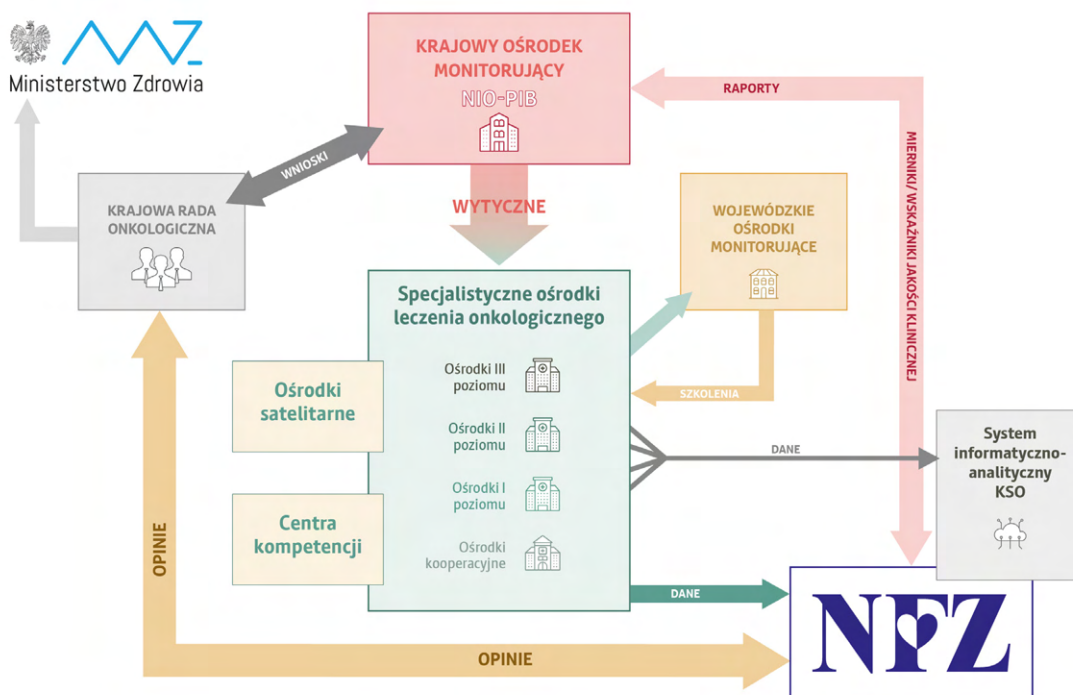 Ministerstwo Zdrowia
KRAJOWY OŚRODEK
MONITORUJĄCY
NIO-PIB
RAPORTY
WNIOSKI
KRAJOWA RADA
ONKOLOGICZNA
WYTYCZNE
WOJEWÓDZKIE
OŚRODKI
MONITORUJĄCE
MIERNIKI/ WSKAŹNIKI JAKOŚCI KLINICZNEJ
Specjalistyczne ośrodki
leczenia onkologicznego
Ośrodki III
poziomu
Ośrodki satelitarne
SZKOLENIA
Ośrodki II
poziomu
DANE
System
informatyczno-
analityczny
KSO
Ośrodki I
poziomu
Centra
kompetencji
Ośrodki
kooperacyjne
OPINIE
DANE
NFZ
OPINIE